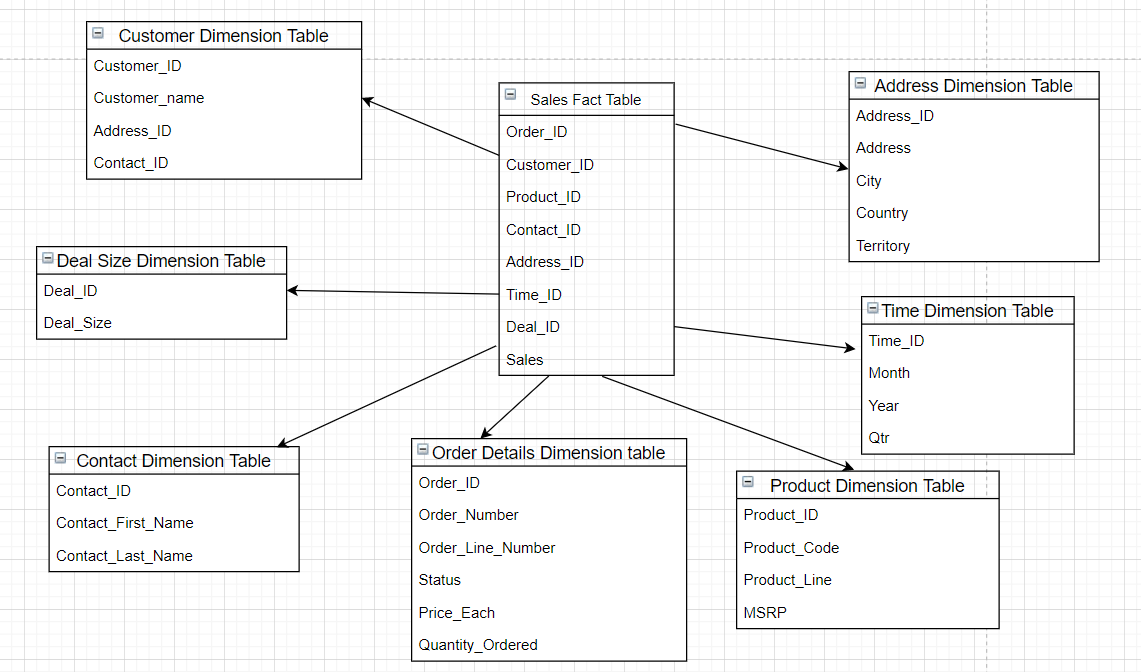 Customer Dimension Table
Customer_ID
Customer_name
Address_ID
Contact_ID
Sales Fact Table
Order_ID
Customer_ID
Product_ID
Contact_ID
Address_ID
Time_ID
Deal_ID
Sales
Address Dimension Table
Address_ID
Address
City
Country
Territory
Deal Size Dimension Table
Deal_ID
Deal_Size
Time Dimension Table
Time_ID
Month
Year
Qtr
Contact Dimension Table
Contact_ID
Contact_First_Name
Contact_Last_Name
Order Details Dimension table
Order_ID
Order_Number
Order_Line_Number
Status
Price_Each
Quantity_Ordered
Product Dimension Table
Product_ID
Product_Code
Product_Line
MSRP